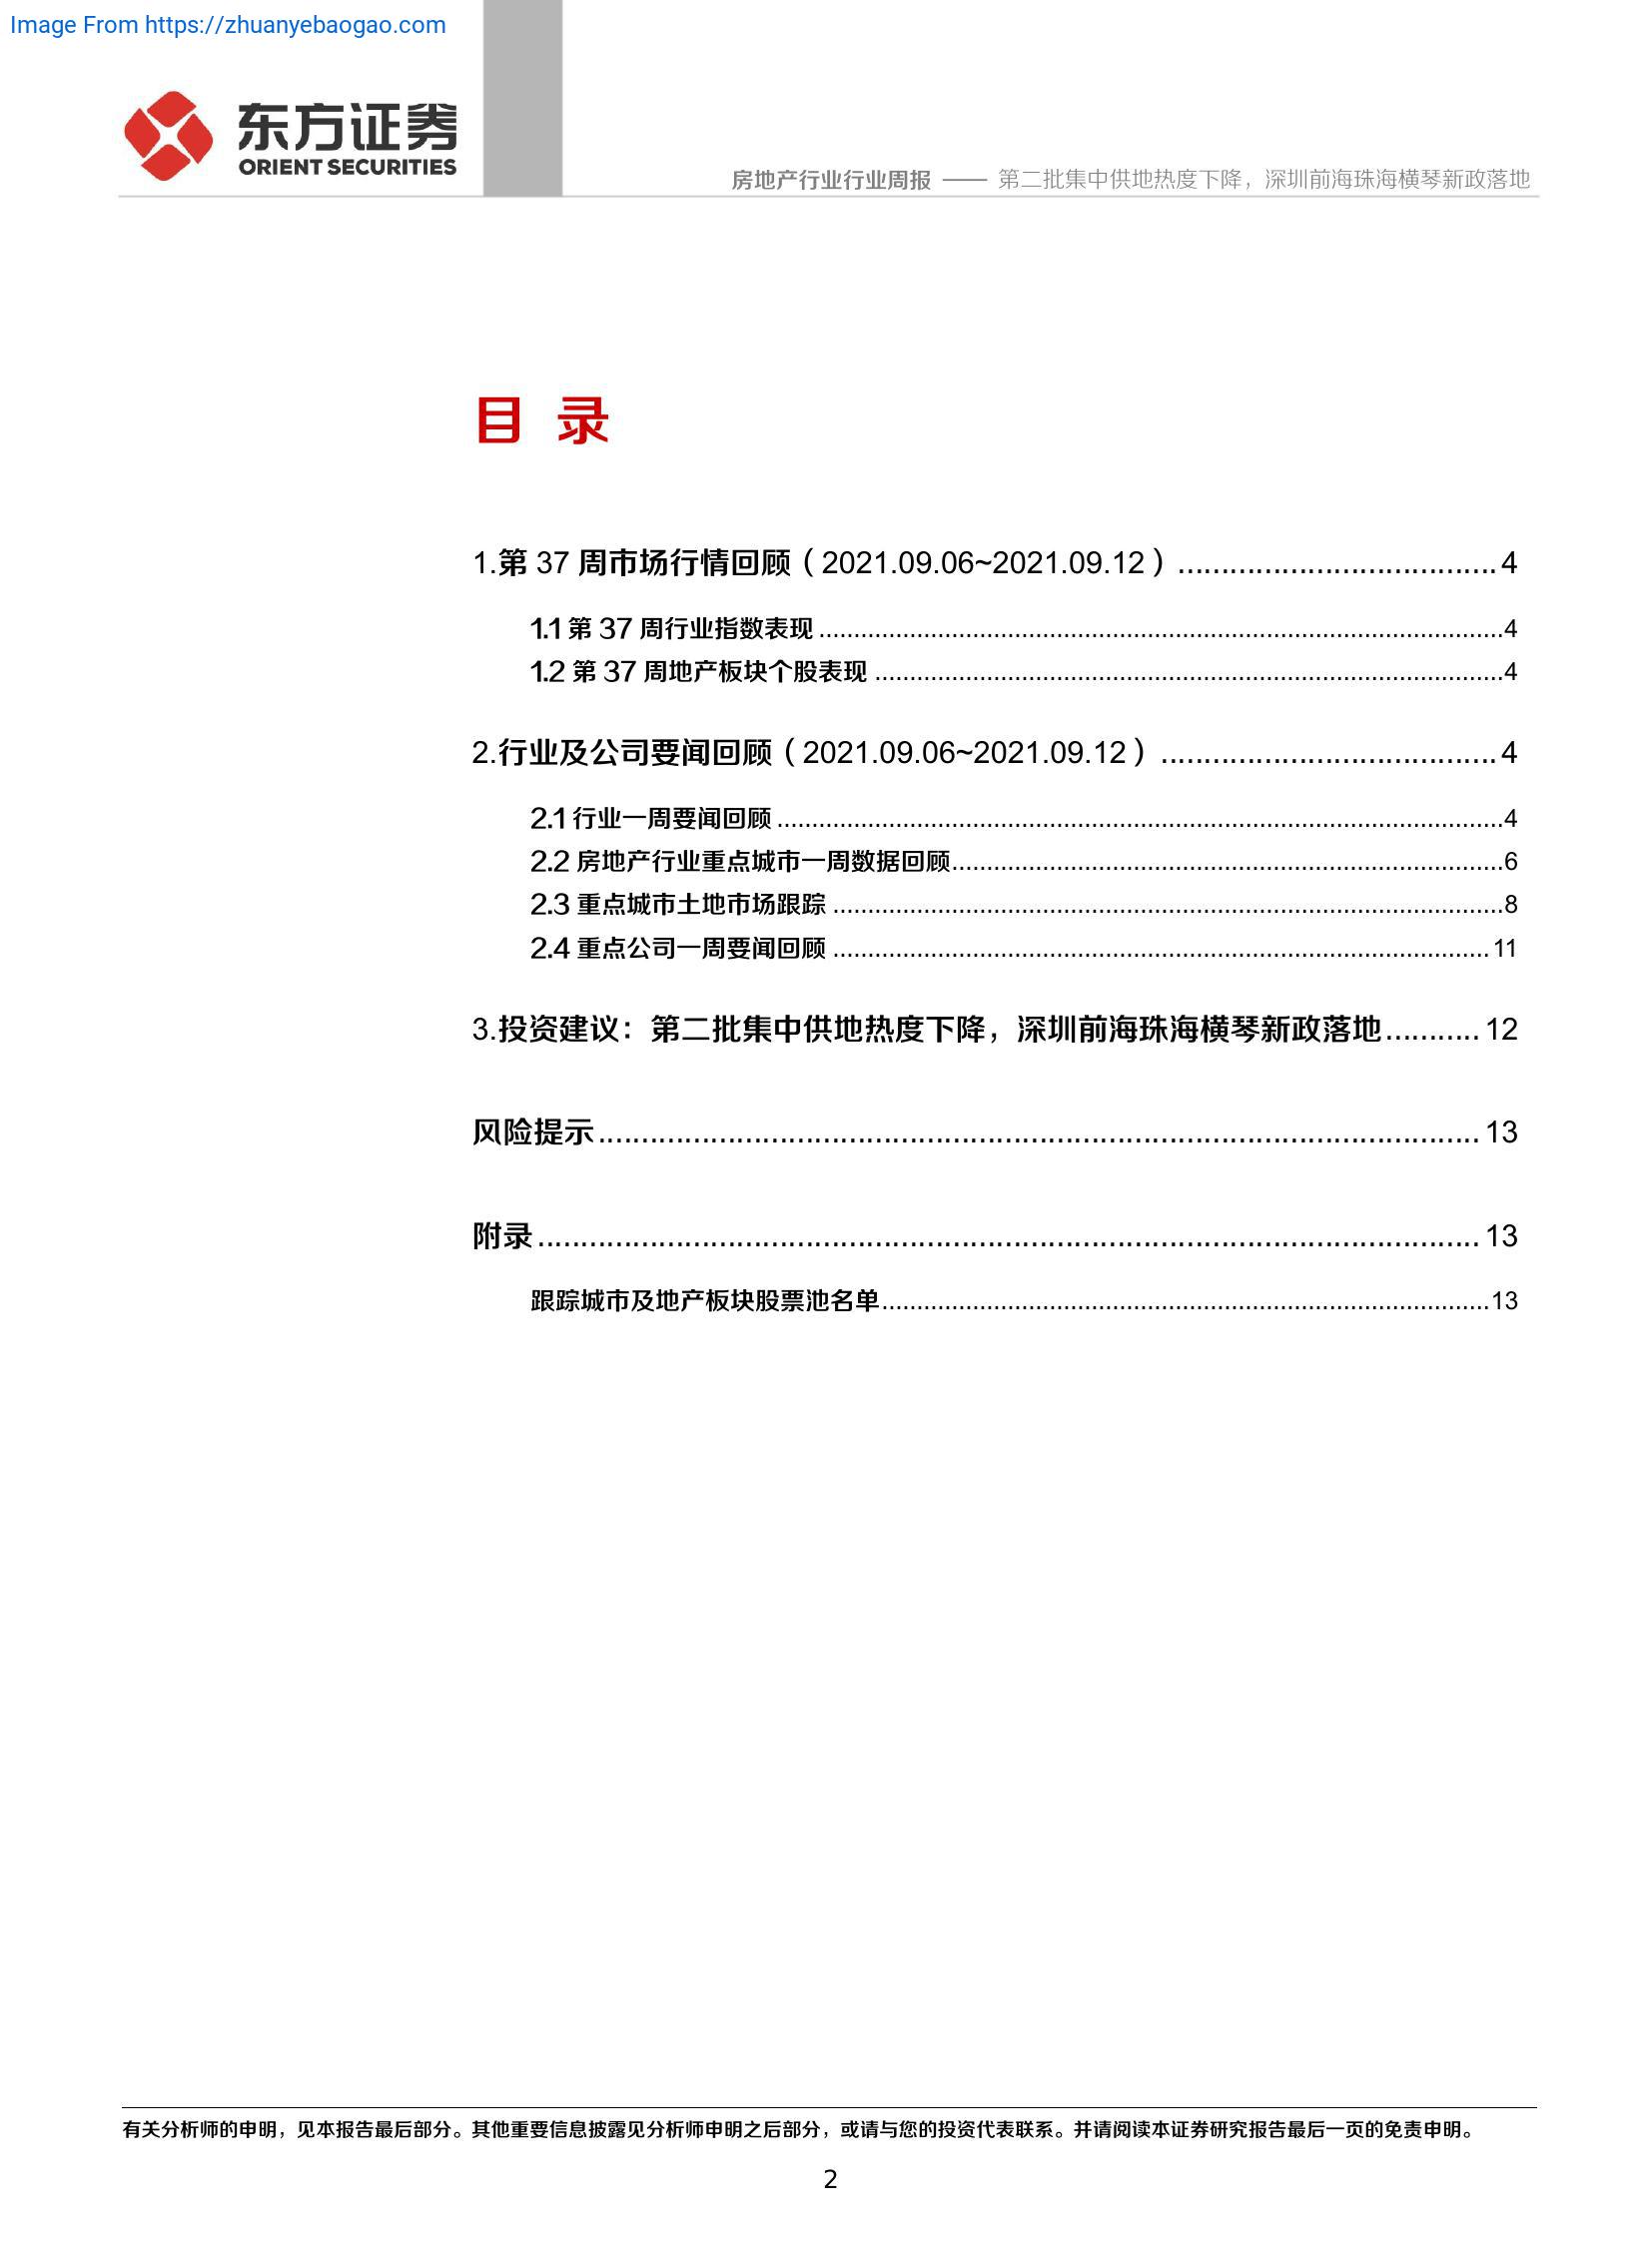 Image From https://zhuanyebaogao.com
东方证券
ORIENT SECURITIES
房地产行业行业周报 —— 第二批集中供地热度下降，深圳前海珠海横琴新政落地
目 录
1.第 37 周市场行情回顾（2021.09.06~2021.09.12）..................................... 4
1.1 第 37 周行业指数表现 ..................................................................................................4
1.2 第 37 周地产板块个股表现 ..........................................................................................4
2.行业及公司要闻回顾（2021.09.06~2021.09.12）....................................... 4
2.1 行业一周要闻回顾 ........................................................................................................4
2.2 房地产行业重点城市一周数据回顾...............................................................................6
2.3 重点城市土地市场跟踪 ................................................................................................8
2.4 重点公司一周要闻回顾 .............................................................................................. 11
3.投资建议：第二批集中供地热度下降，深圳前海珠海横琴新政落地........... 12
风险提示...................................................................................................... 13
附录............................................................................................................. 13
跟踪城市及地产板块股票池名单.......................................................................................13
有关分析师的申明，见本报告最后部分。其他重要信息披露见分析师申明之后部分，或请与您的投资代表联系。并请阅读本证券研究报告最后一页的免责申明。
2